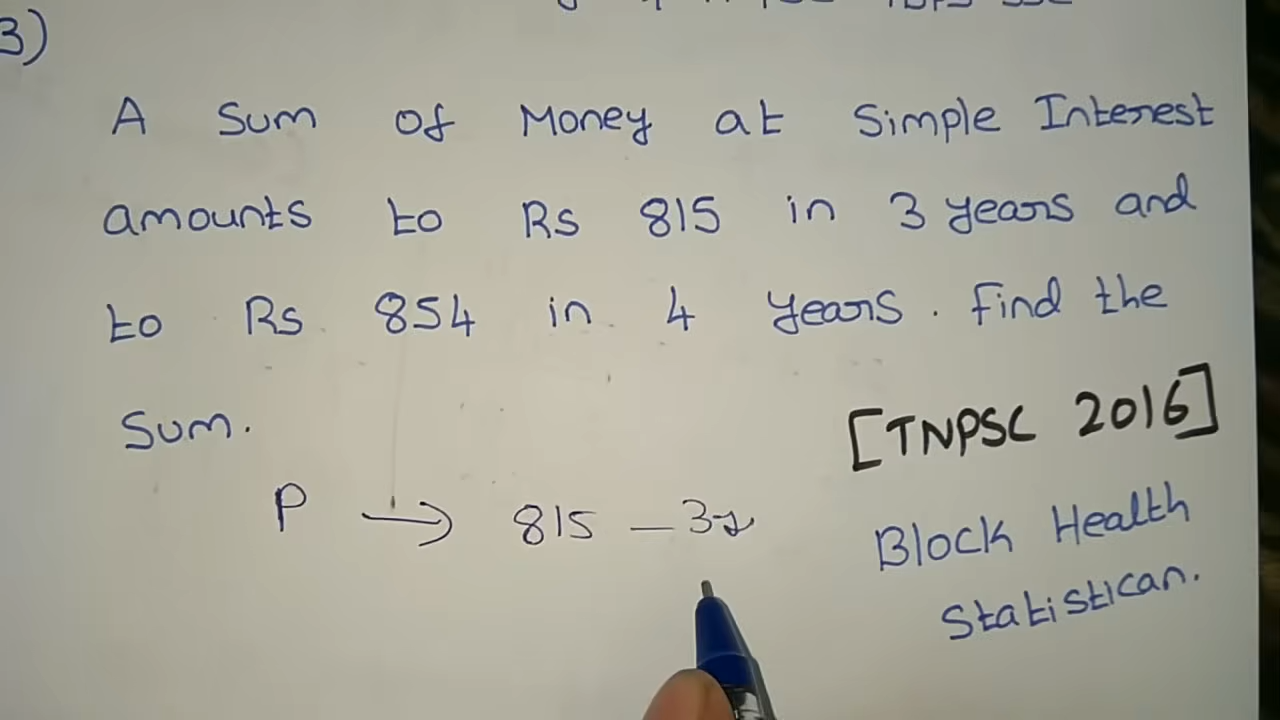 3)
A Sum of Money at Simple Interest
amounts to Rs 815 in 3 years and
to Rs 854 in 4 years. Find the
Sum.
[TNPSC 2016]
P → 815 — 3y
Block Health
Statistican.